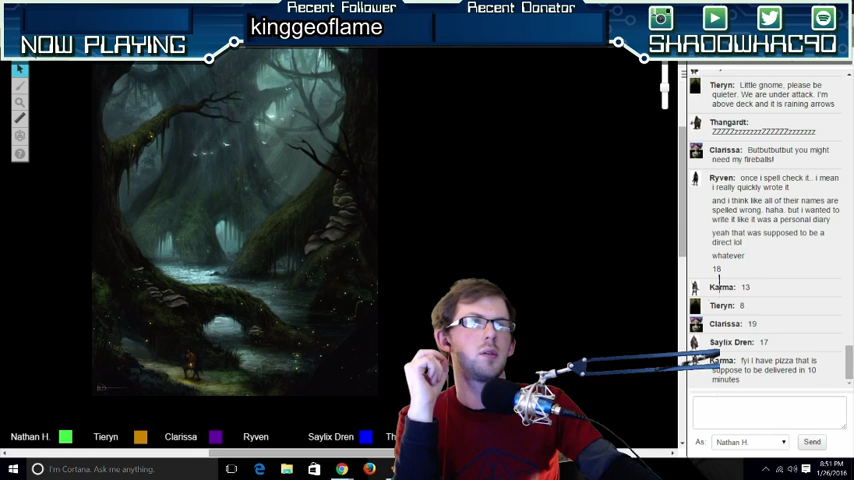 Recent Follower
Recent Donator
kinggeoflame
NOW PLAYING
SHADOWHAC90
Tieryn: Little gnome, please be
quieter. We are under attack. I'm
above deck and it is raining arrows
Thangardt:
ZZZZZzzzzzzzZZZZZZzzzzzzz
Clarissa: Butbutbutbut you might
need my fireballs!
Ryven: once i spell check it.. i mean
i really quickly wrote it
and i think like all of their names are
spelled wrong. haha. but i wanted to
write it like it was a personal diary
yeah that was supposed to be a
direct lol
whatever
18
Karma: 13
Tieryn: 8
Clarissa: 19
Saylix Dren: 17
Karma: fyi I have pizza that is
suppose to be delivered in 10
minutes
Nathan H.
Tieryn
Clarissa
Ryven
Saylix Dren
Th
As: Nathan H.
Send
I'm Cortana. Ask me anything.
8:51 PM
1/26/2016